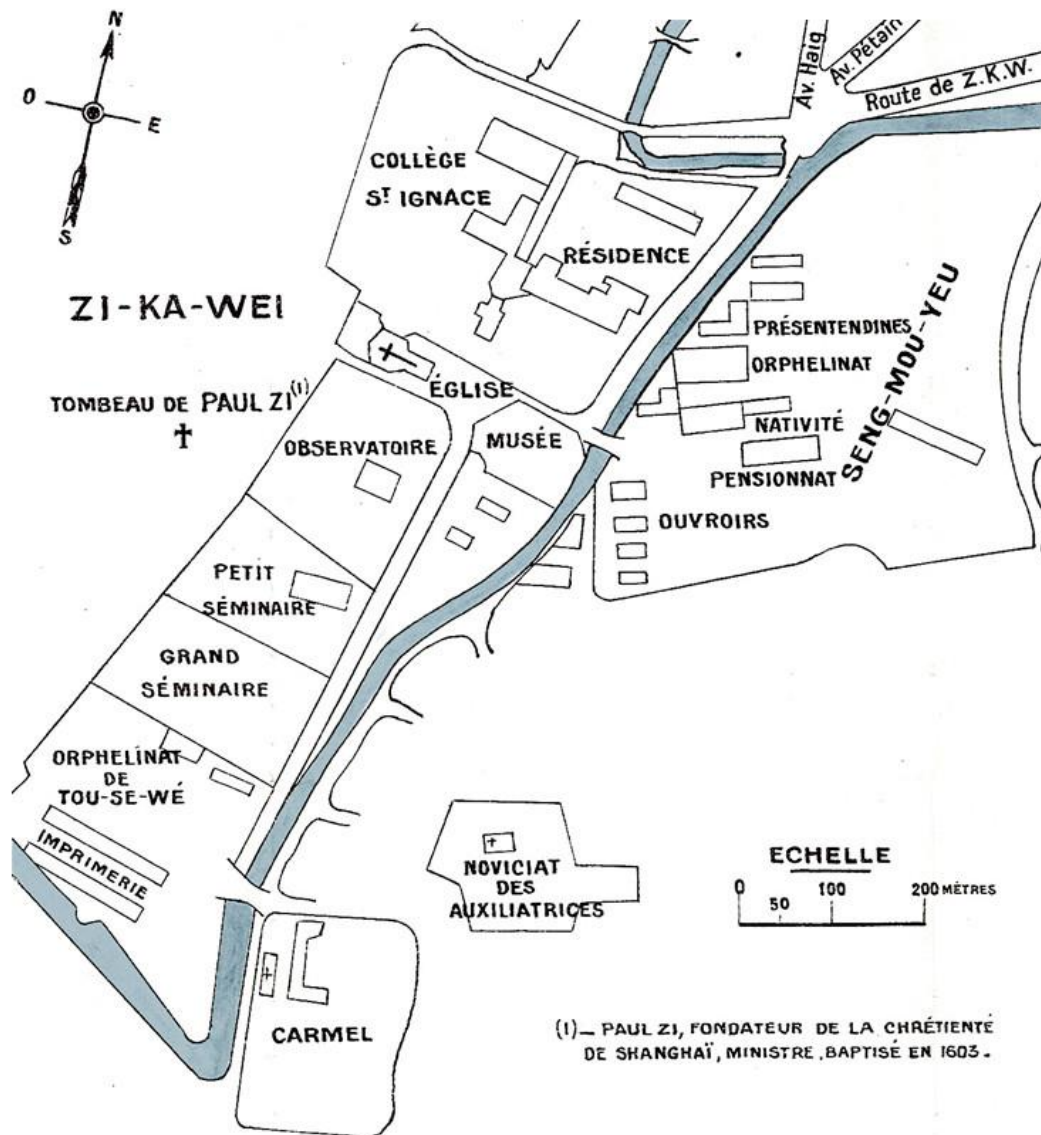 N
O
E
S
Av. Haig
Av. Pétain
Route de Z.K.W.
COLLÈGE
ST IGNACE
RÉSIDENCE
ZI-KA-WEI
PRÉSENTENDINES
ORPHELINAT
SENG-MOU-YEU
TOMBEAU DE PAUL ZI(1)
ÉGLISE
NATIVITÉ
OBSERVATOIRE
MUSÉE
PENSIONNAT
OUVROIRS
PETIT
SÉMINAIRE
GRAND
SÉMINAIRE
ORPHELINAT
DE
TOU-SE-WÉ
IMPRIMERIE
NOVICIAT
DES
AUXILIATRICES
ECHELLE
0 100 200 MÈTRES
50
CARMEL
(1)_ PAUL ZI, FONDATEUR DE LA CHRÉTIENTÉ
DE SHANGHAÏ, MINISTRE, BAPTISÉ EN 1603.